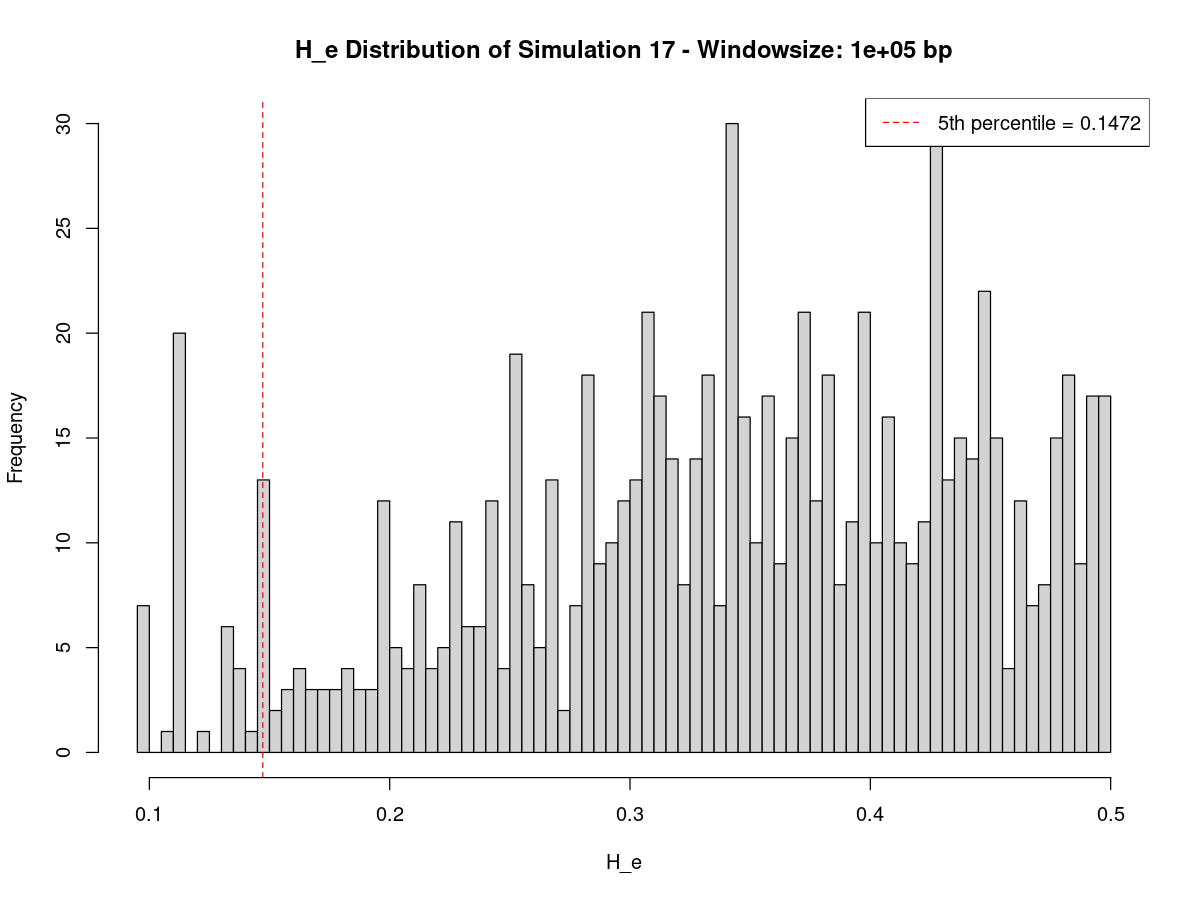 H_e Distribution of Simulation 17 - Windowsize: 1e+05 bp
5th percentile = 0.1472
Frequency
30
25
20
15
10
5
0
0.1 0.2 0.3 0.4 0.5
H_e